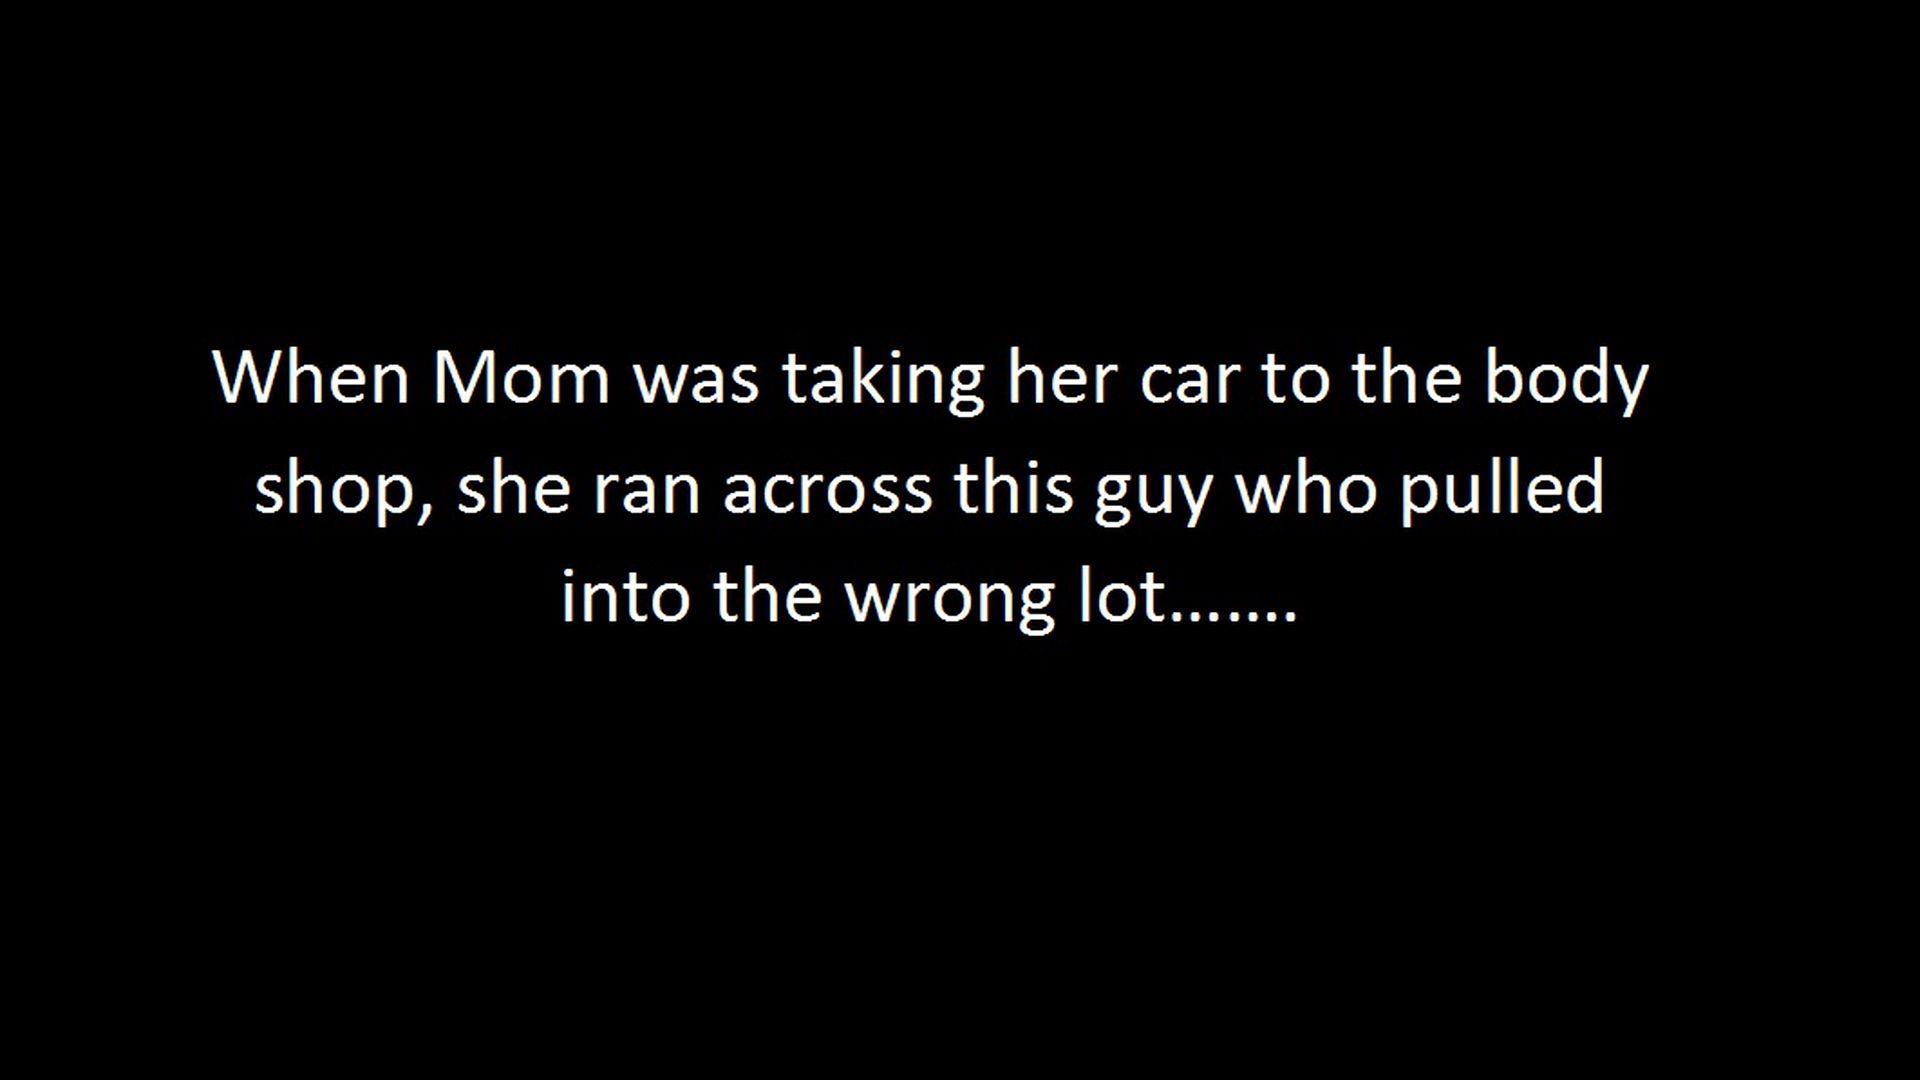 When Mom was taking her car to the body
shop, she ran across this guy who pulled
into the wrong lot.......